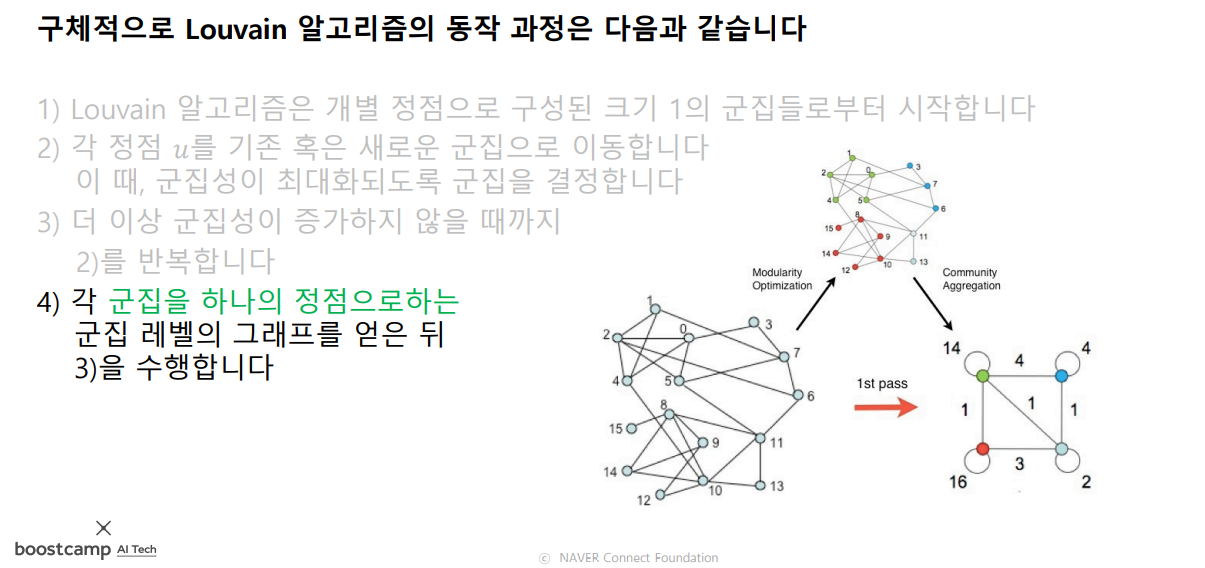 구체적으로 Louvain 알고리즘의 동작 과정은 다음과 같습니다
1) Louvain 알고리즘은 개별 정점으로 구성된 크기 1의 군집들로부터 시작합니다
2) 각 정점 u를 기존 혹은 새로운 군집으로 이동합니다
이 때, 군집성이 최대화되도록 군집을 결정합니다
3) 더 이상 군집성이 증가하지 않을 때까지
2)를 반복합니다
4) 각 군집을 하나의 정점으로하는
군집 레벨의 그래프를 얻은 뒤
3)을 수행합니다
1
0
3
2
7
4
5
6
8
15
9
11
14
10
13
12
Modularity
Optimization
Community
Aggregation
1
0
3
2
7
4
5
6
8
15
9
11
14
10
13
12
1st pass
14
4
4
1
1
1
3
16
2
boostcamp AI Tech
ⓒ NAVER Connect Foundation